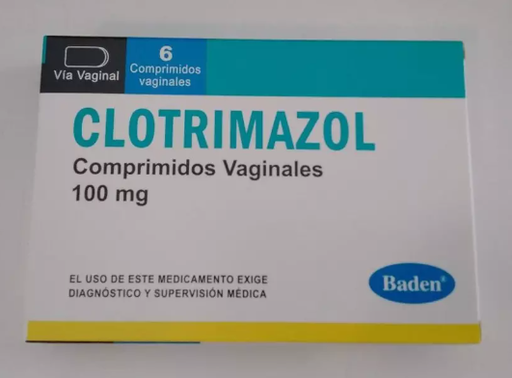 Vía Vaginal
6
Comprimidos
vaginales
CLOTRIMAZOL
Comprimidos Vaginales
100 mg
EL USO DE ESTE MEDICAMENTO EXIGE
DIAGNÓSTICO Y SUPERVISIÓN MÉDICA
Baden®